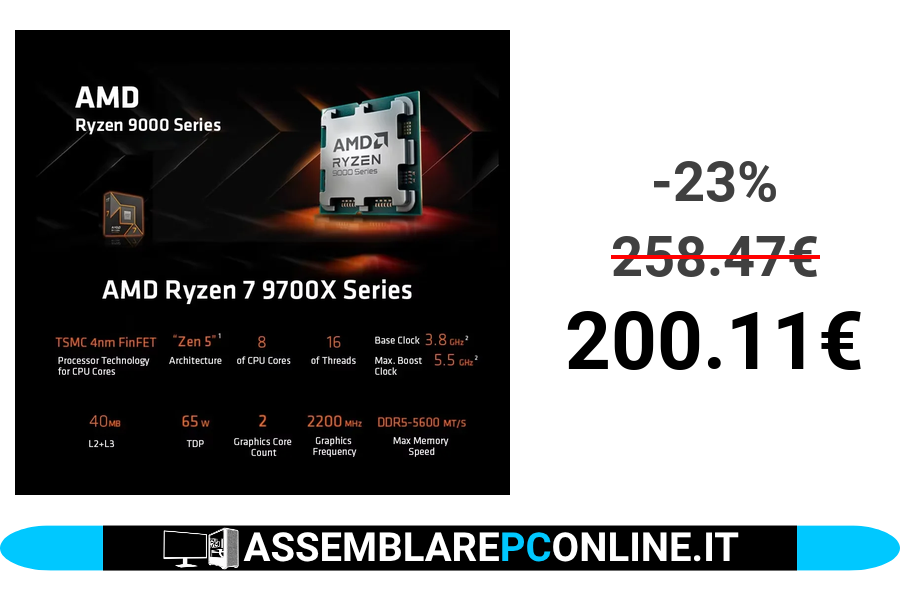 AMD
Ryzen 9000 Series
AMD
RYZEN
9000 Series
7
AMD Ryzen 7 9700X Series
TSMC 4nm FinFET
Processor Technology
for CPU Cores
"Zen 5"¹
Architecture
8
of CPU Cores
16
of Threads
Base Clock 3.8 GHz²
Max. Boost 5.5 GHz²
Clock
40MB
L2+L3
65 W
TDP
2
Graphics Core
Count
2200 MHz
Graphics
Frequency
DDR5-5600 MT/S
Max Memory
Speed
-23%
258.47€
200.11€
ASSEMBLAREPCONLINE.IT